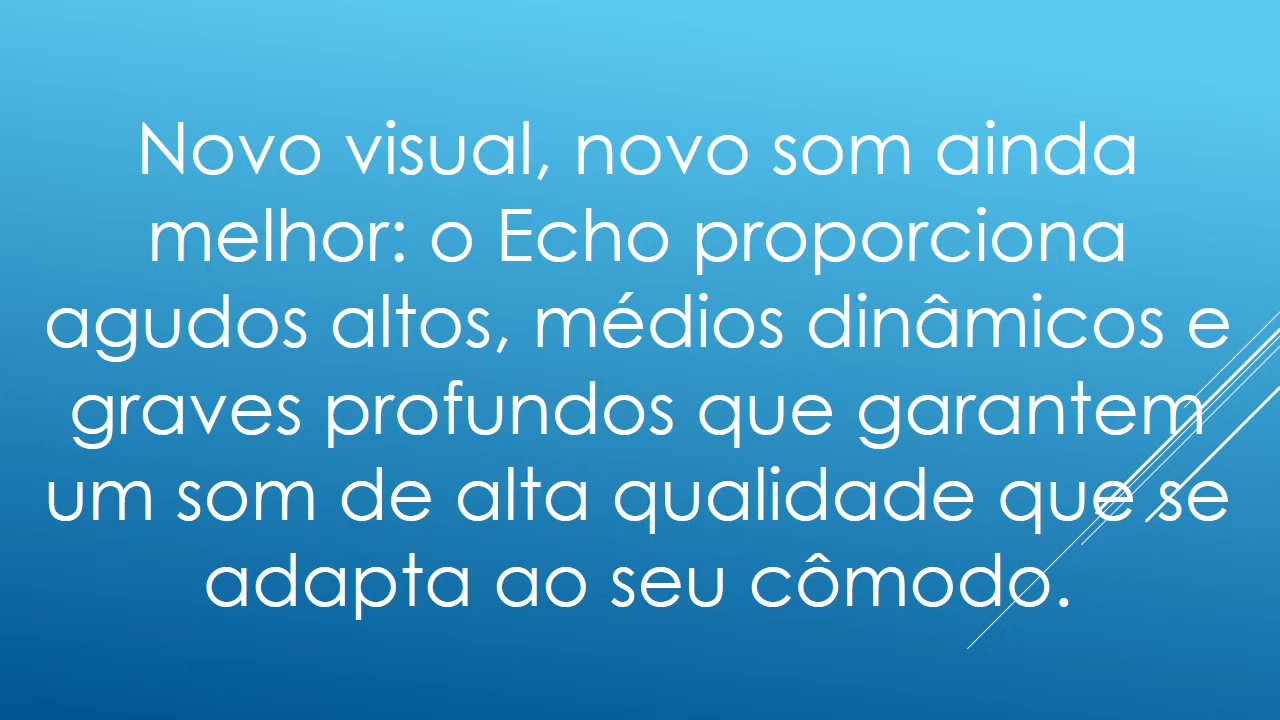 Novo visual, novo som ainda
melhor: o Echo proporciona
agudos altos, médios dinâmicos e
graves profundos que garantem
um som de alta qualidade que se
adapta ao seu cômodo.